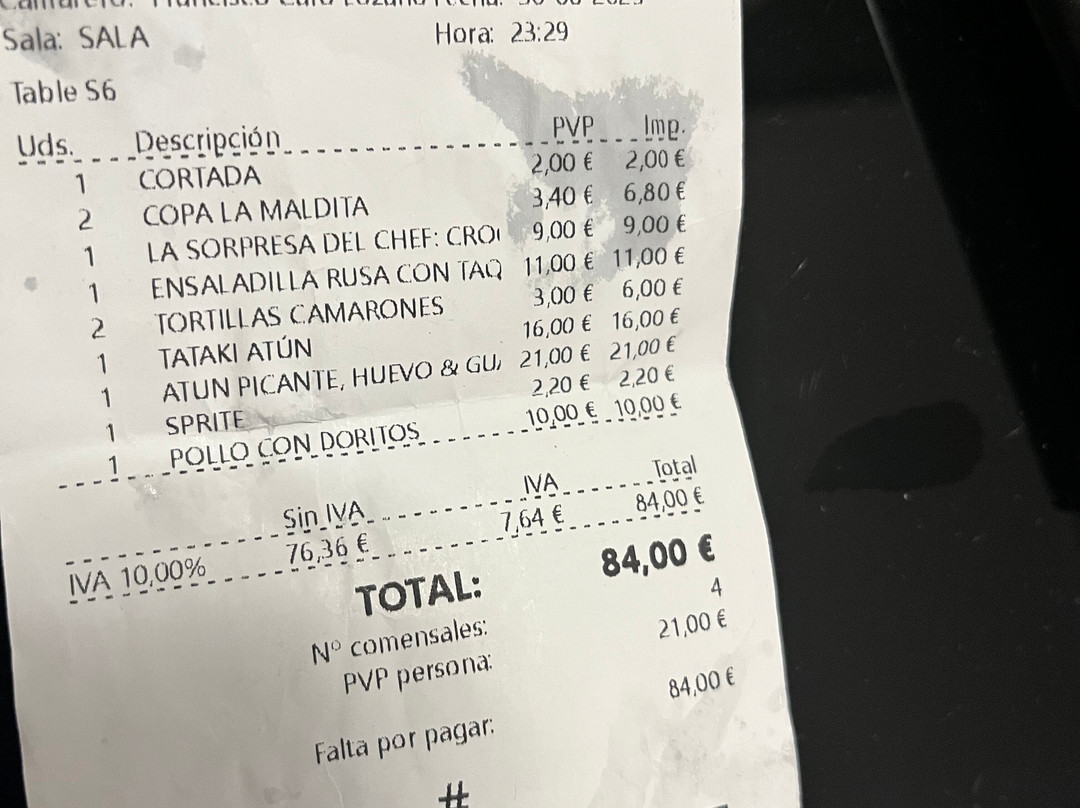 Sala: SALA Hora: 23:29
Table S6
Uds. Descripción PVP Imp.
1 CORTADA 2,00 € 2,00 €
2 COPA LA MALDITA 3,40 € 6,80 €
1 LA SORPRESA DEL CHEF: CRO 9,00 € 9,00 €
1 ENSALADILLA RUSA CON TAQ 11,00 € 11,00 €
2 TORTILLAS CAMARONES 3,00 € 6,00 €
1 TATAKI ATÚN 16,00 € 16,00 €
1 ATUN PICANTE, HUEVO & GU 21,00 € 21,00 €
1 SPRITE 2,20 € 2,20 €
1 POLLO CON DORITOS 10,00 € 10,00 €
Sin IVA IVA Total
IVA 10,00% 76,36 € 7,64 € 84,00 €
TOTAL: 84,00 €
Nº comensales: 4
PVP persona: 21,00 €
Falta por pagar: 84,00 €
#